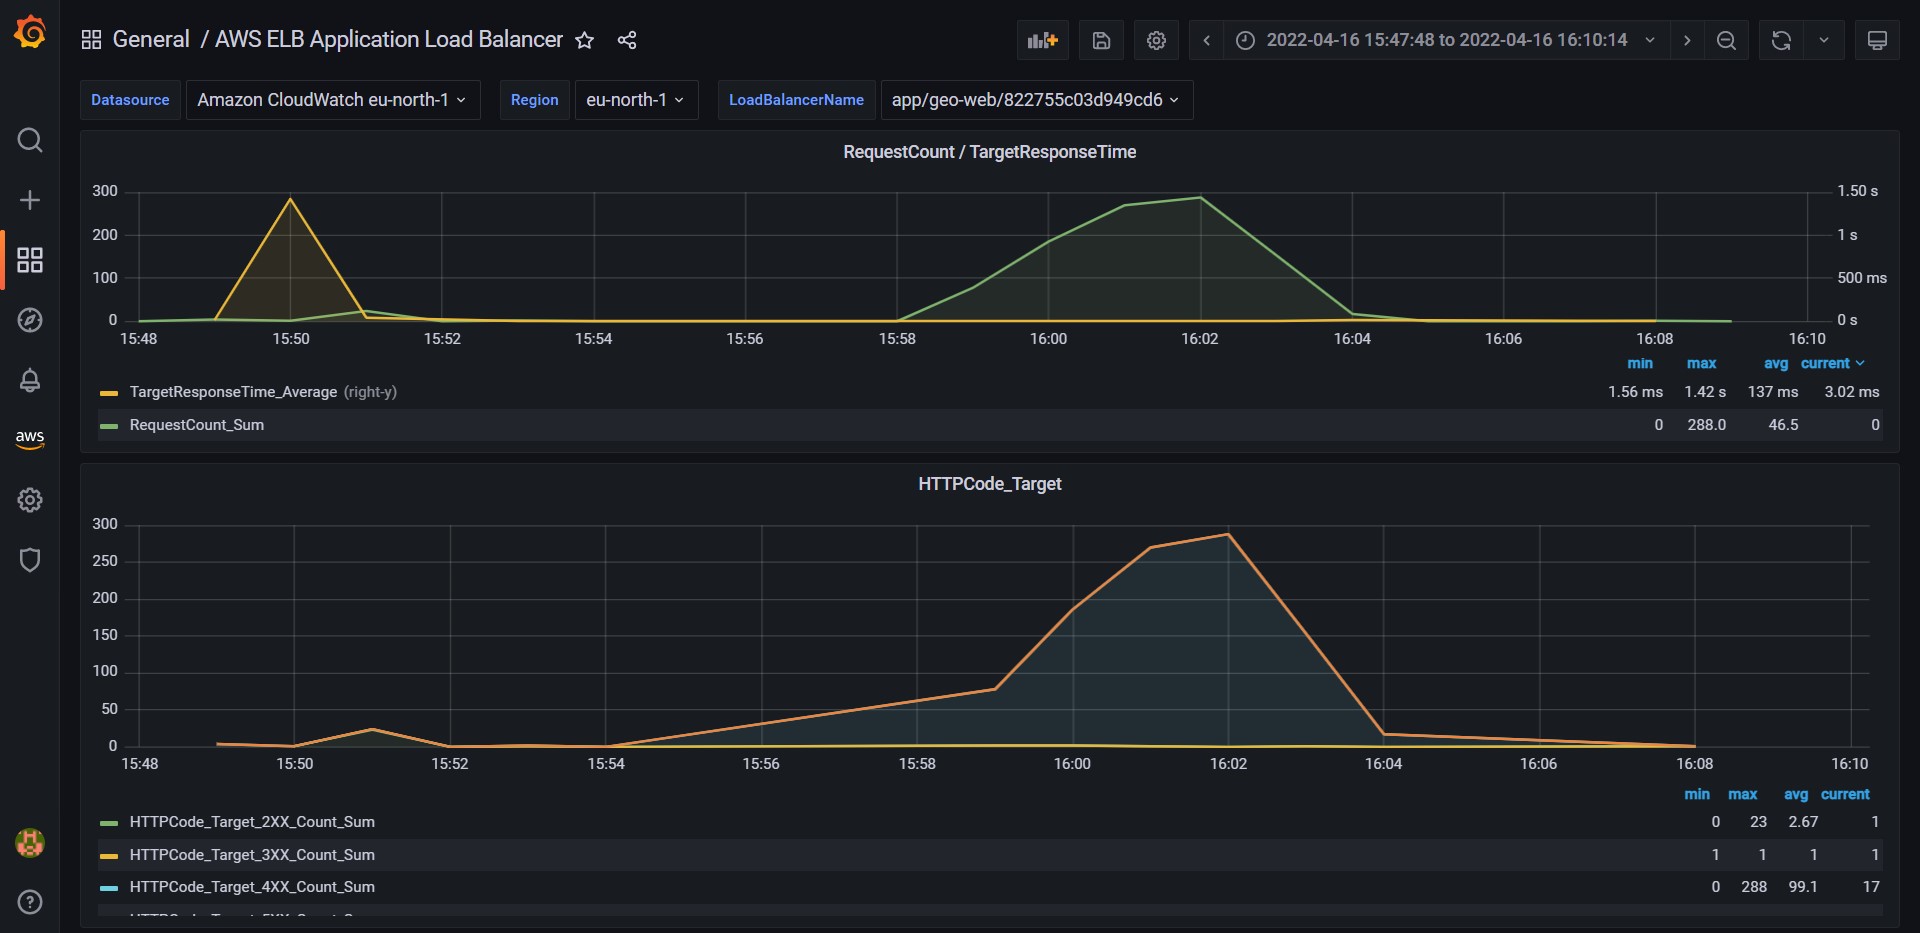 General / AWS ELB Application Load Balancer
2022-04-16 15:47:48 to 2022-04-16 16:10:14
Datasource Amazon CloudWatch eu-north-1 Region eu-north-1 LoadBalancerName app/geo-web/822755c03d949cd6
RequestCount / TargetResponseTime
300 1.50 s
200 1 s
100 500 ms
0 0 s
15:48 15:50 15:52 15:54 15:56 15:58 16:00 16:02 16:04 16:06 16:08 16:10
min max avg current
TargetResponseTime_Average (right-y) 1.56 ms 1.42 s 137 ms 3.02 ms
RequestCount_Sum 0 288.0 46.5 0
aws
HTTPCode_Target
300
250
200
150
100
50
0
15:48 15:50 15:52 15:54 15:56 15:58 16:00 16:02 16:04 16:06 16:08 16:10
min max avg current
HTTPCode_Target_2XX_Count_Sum 0 23 2.67 1
HTTPCode_Target_3XX_Count_Sum 1 1 1 1
HTTPCode_Target_4XX_Count_Sum 0 288 99.1 17